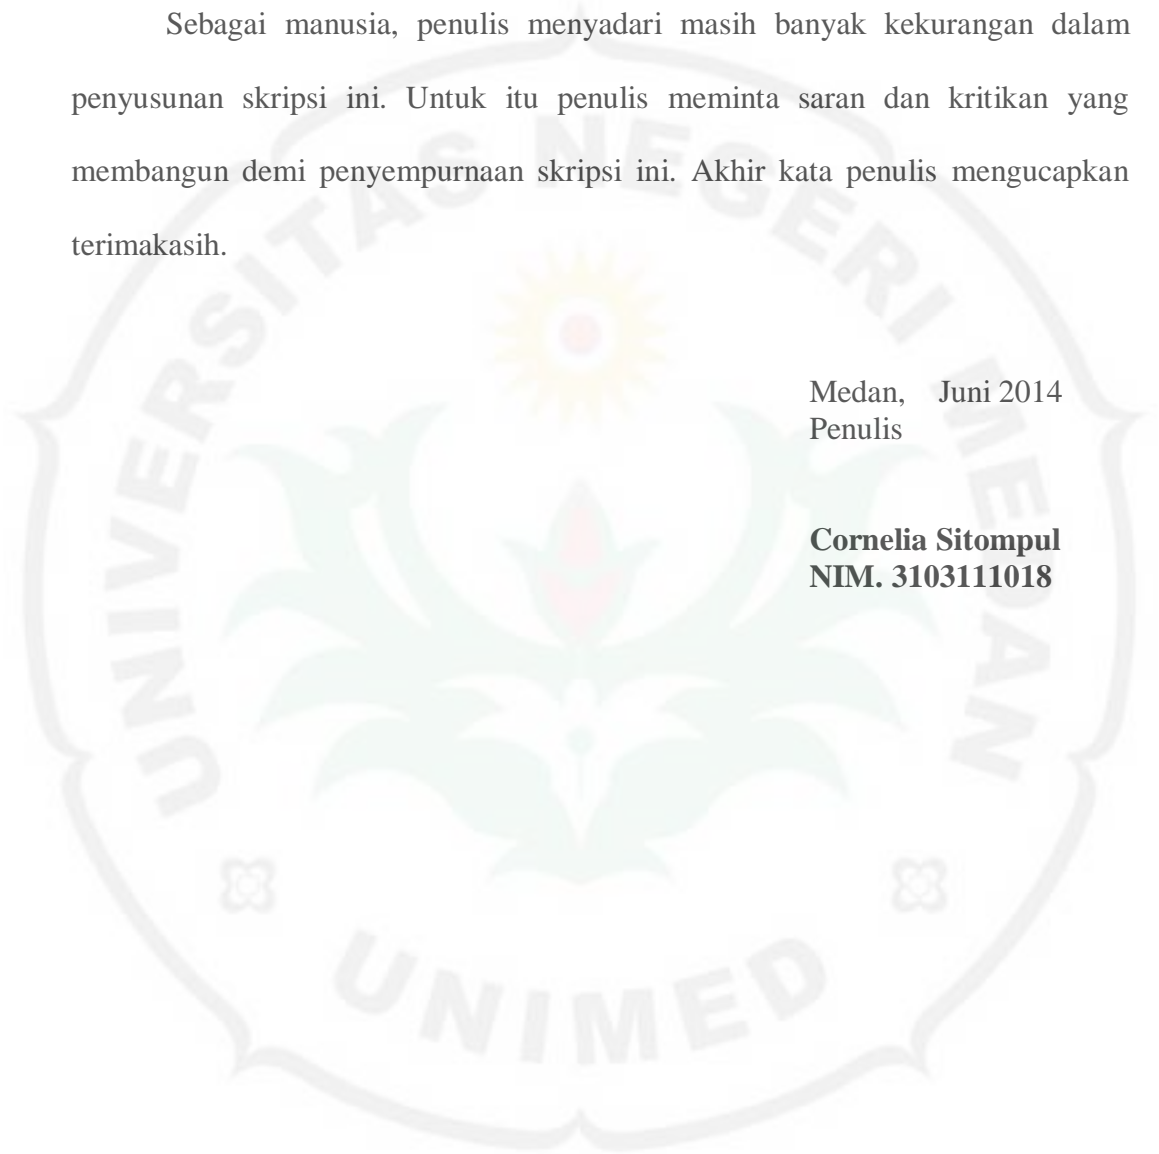 Sebagai manusia, penulis menyadari masih banyak kekurangan dalam
penyusunan skripsi ini. Untuk itu penulis meminta saran dan kritikan yang
membangun demi penyempurnaan skripsi ini. Akhir kata penulis mengucapkan
terimakasih.
Medan, Juni 2014
Penulis
Cornelia Sitompul
NIM. 3103111018
UNIVERSITAS NEGERI MEDAN
UNIMED